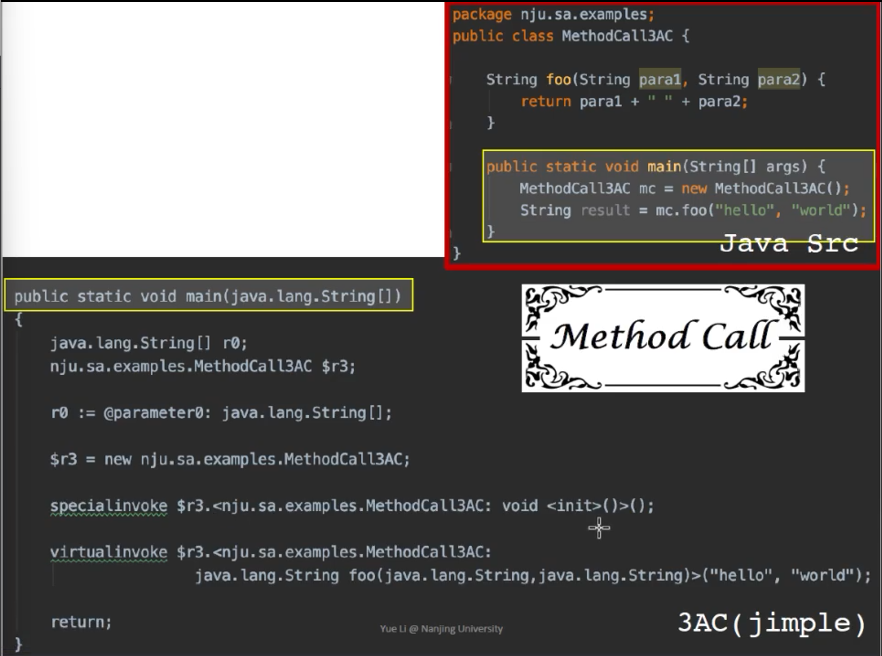 package nju.sa.examples;
public class MethodCall3AC {
String foo(String para1, String para2) {
return para1 + " " + para2;
}
public static void main(String[] args) {
MethodCall3AC mc = new MethodCall3AC();
String result = mc.foo("hello", "world");
}
}
Java Src
public static void main(java.lang.String[])
{
java.lang.String[] r0;
nju.sa.examples.MethodCall3AC $r3;
r0 := @parameter0: java.lang.String[];
$r3 = new nju.sa.examples.MethodCall3AC;
specialinvoke $r3.<nju.sa.examples.MethodCall3AC: void <init>()>();
virtualinvoke $r3.<nju.sa.examples.MethodCall3AC:
java.lang.String foo(java.lang.String,java.lang.String)>("hello", "world");
return;
}
Method Call
3AC(jimple)
Yue Li @ Nanjing University